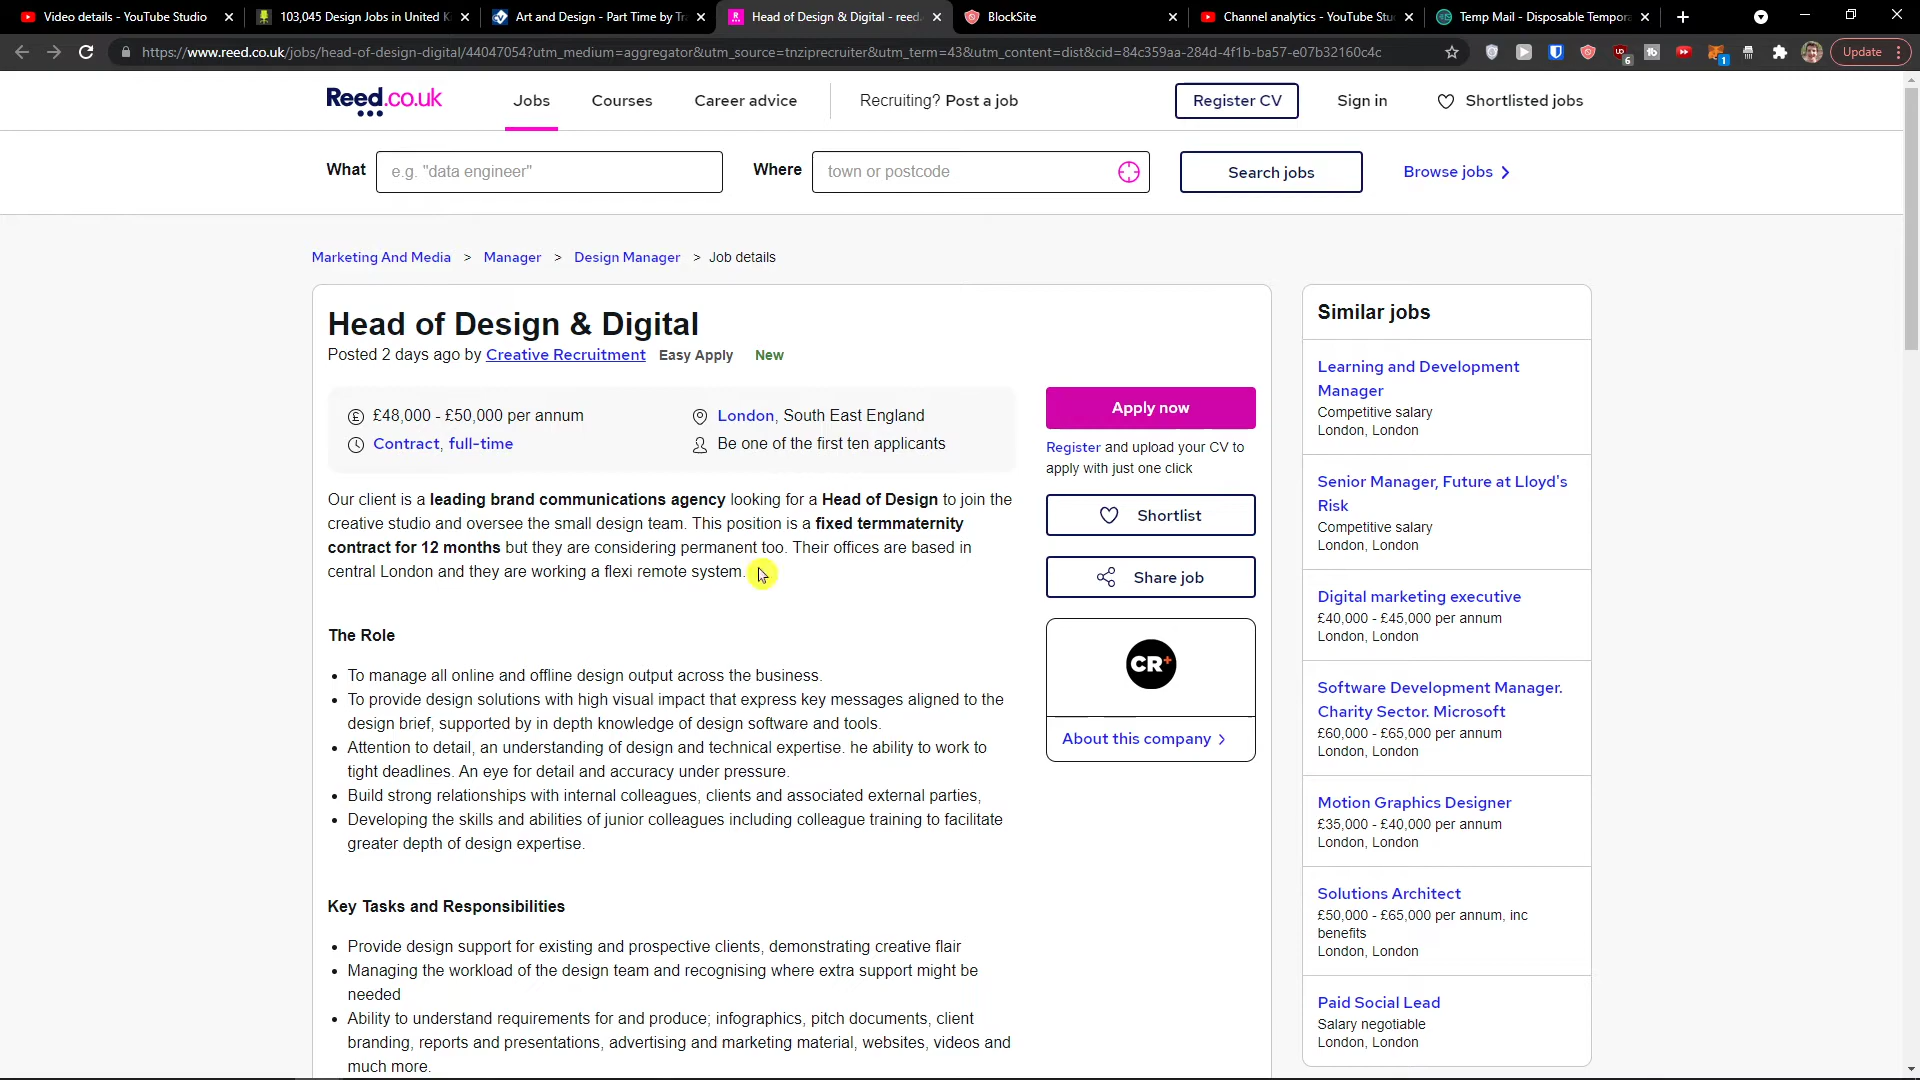 Video details - YouTube Studio
103,045 Design Jobs in United K
Art and Design - Part Time by Tr
Head of Design & Digital - reed.
BlockSite
Channel analytics - YouTube Stu
Temp Mail - Disposable Tempora
https://www.reed.co.uk/jobs/head-of-design-digital/44047054?utm_medium=aggregator&utm_source=tnziprecruiter&utm_term=43&utm_content=dist&cid=84c359aa-284d-4f1b-ba57-e07b32160c4c
6
1
Update
Reed.co.uk
Jobs
Courses
Career advice
Recruiting? Post a job
Register CV
Sign in
Shortlisted jobs
What
e.g. "data engineer"
Where
town or postcode
Search jobs
Browse jobs
Marketing And Media > Manager > Design Manager > Job details
Head of Design & Digital
Posted 2 days ago by Creative Recruitment Easy Apply New
£48,000 - £50,000 per annum
London, South East England
Contract, full-time
Be one of the first ten applicants
Our client is a leading brand communications agency looking for a Head of Design to join the
creative studio and oversee the small design team. This position is a fixed termmaternity
contract for 12 months but they are considering permanent too. Their offices are based in
central London and they are working a flexi remote system.
The Role
To manage all online and offline design output across the business.
To provide design solutions with high visual impact that express key messages aligned to the
design brief, supported by in depth knowledge of design software and tools.
Attention to detail, an understanding of design and technical expertise. he ability to work to
tight deadlines. An eye for detail and accuracy under pressure.
Build strong relationships with internal colleagues, clients and associated external parties,
Developing the skills and abilities of junior colleagues including colleague training to facilitate
greater depth of design expertise.
Key Tasks and Responsibilities
Provide design support for existing and prospective clients, demonstrating creative flair
Managing the workload of the design team and recognising where extra support might be
needed
Ability to understand requirements for and produce; infographics, pitch documents, client
branding, reports and presentations, advertising and marketing material, websites, videos and
much more.
Apply now
Register and upload your CV to
apply with just one click
Shortlist
Share job
CR+
About this company
Similar jobs
Learning and Development
Manager
Competitive salary
London, London
Senior Manager, Future at Lloyd's
Risk
Competitive salary
London, London
Digital marketing executive
£40,000 - £45,000 per annum
London, London
Software Development Manager.
Charity Sector. Microsoft
£60,000 - £65,000 per annum
London, London
Motion Graphics Designer
£35,000 - £40,000 per annum
London, London
Solutions Architect
£50,000 - £65,000 per annum, inc
benefits
London, London
Paid Social Lead
Salary negotiable
London, London